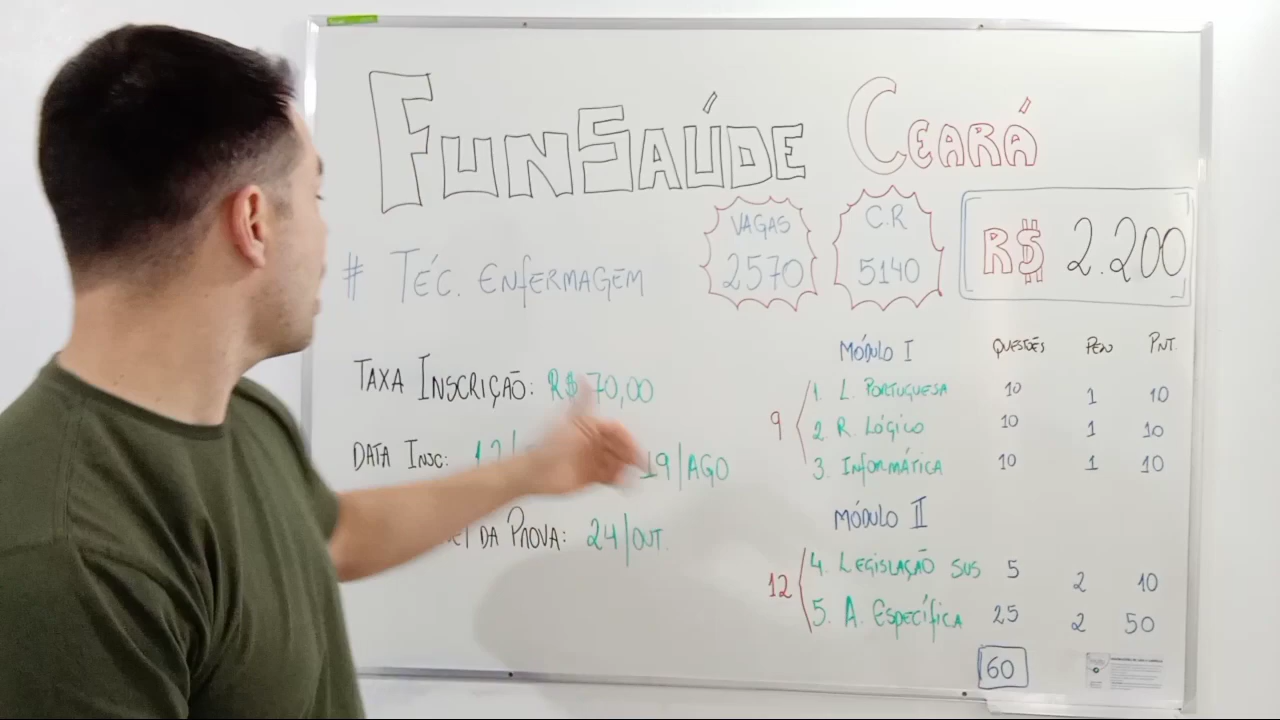 FUNSAÚDE CEARÁ
# TÉC. ENFERMAGEM
VAGAS
2570
C.R
5140
R$ 2.200
TAXA INSCRIÇÃO: R$ 70,00
DATA INSC: 12/ 19/AGO
DA PROVA: 24/OUT.
MÓDULO I QUESTÕES PESO PNT.
9
1. L. PORTUGUESA 10 1 10
2. R. LÓGICO 10 1 10
3. INFORMÁTICA 10 1 10
MÓDULO II
12
4. LEGISLAÇÃO SUS 5 2 10
5. A. ESPECÍFICA 25 2 50
60